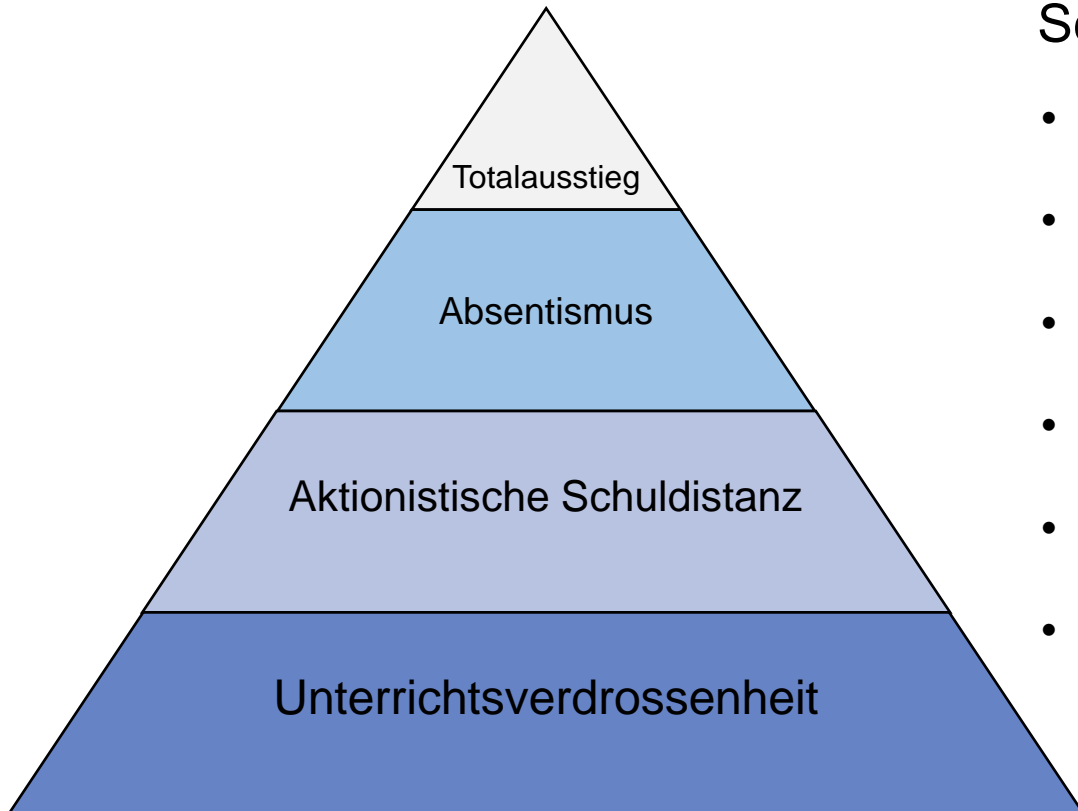 Totalausstieg
Absentismus
Aktionistische Schuldistanz
Unterrichtsverdrossenheit